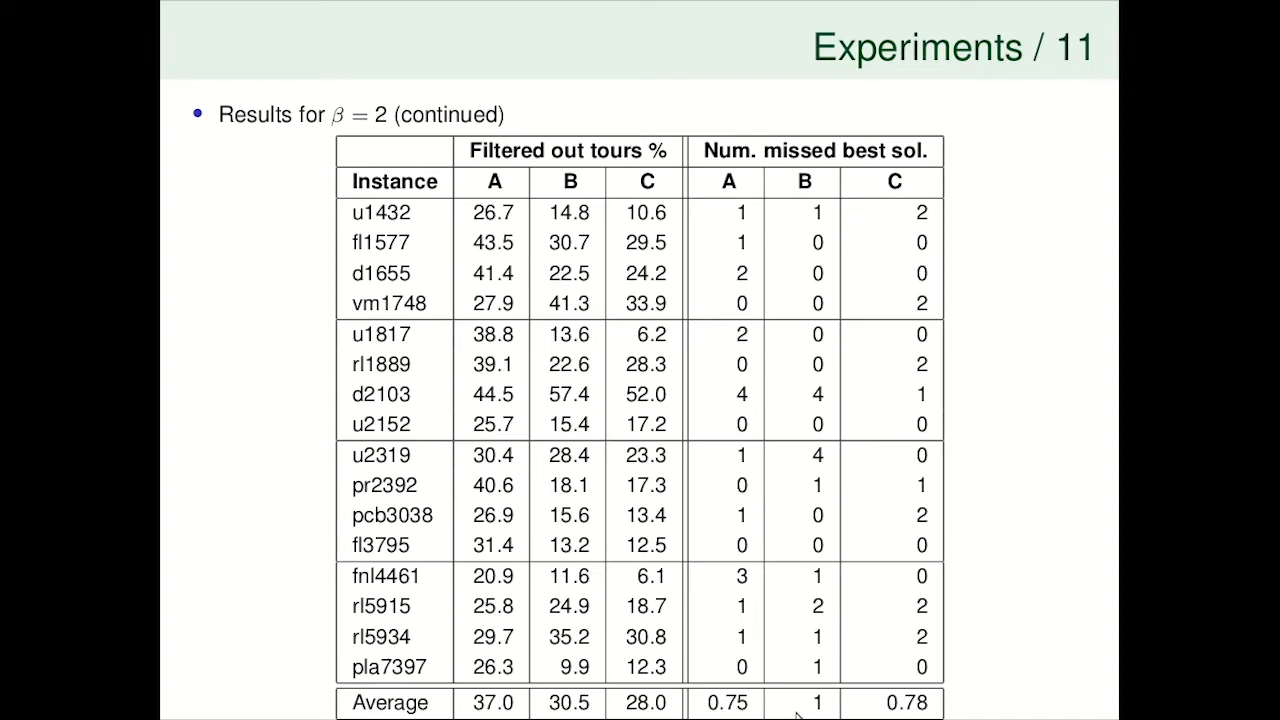 Experiments / 11
• Results for β = 2 (continued)
Filtered out tours % Num. missed best sol.
Instance A B C A B C
u1432 26.7 14.8 10.6 1 1 2
fl1577 43.5 30.7 29.5 1 0 0
d1655 41.4 22.5 24.2 2 0 0
vm1748 27.9 41.3 33.9 0 0 2
u1817 38.8 13.6 6.2 2 0 0
rl1889 39.1 22.6 28.3 0 0 2
d2103 44.5 57.4 52.0 4 4 1
u2152 25.7 15.4 17.2 0 0 0
u2319 30.4 28.4 23.3 1 4 0
pr2392 40.6 18.1 17.3 0 1 1
pcb3038 26.9 15.6 13.4 1 0 2
fl3795 31.4 13.2 12.5 0 0 0
fnl4461 20.9 11.6 6.1 3 1 0
rl5915 25.8 24.9 18.7 1 2 2
rl5934 29.7 35.2 30.8 1 1 2
pla7397 26.3 9.9 12.3 0 1 0
Average 37.0 30.5 28.0 0.75 1 0.78